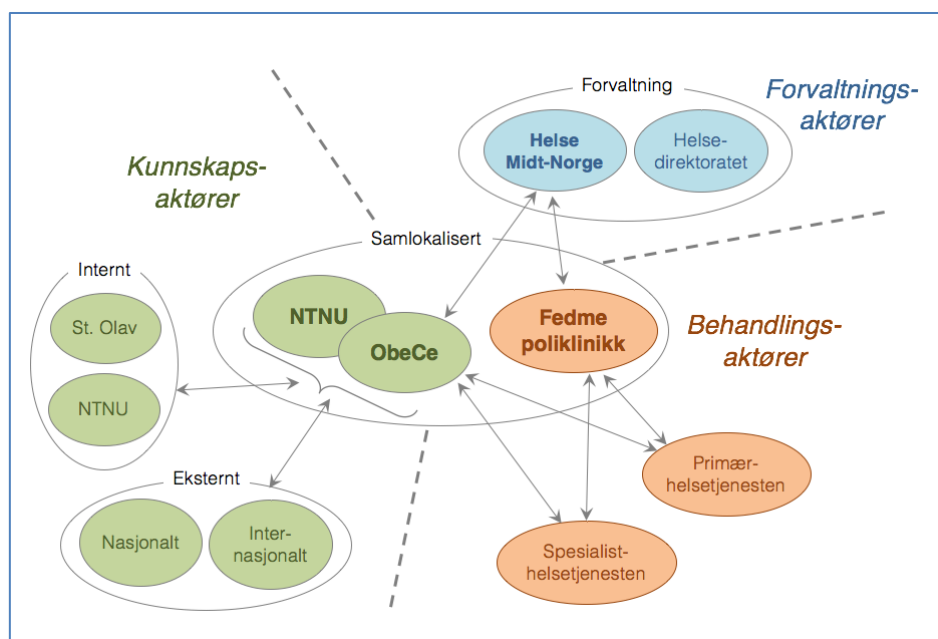 Forvaltning
Forvaltnings-
aktører
Helse
Midt-Norge
Helse-
direktoratet
Kunnskaps-
aktører
Samlokalisert
Internt
St. Olav
NTNU
NTNU
ObeCe
Fedme
poliklinikk
Behandlings-
aktører
Eksternt
Nasjonalt
Inter-
nasjonalt
Primær-
helsetjenesten
Spesialist-
helsetjenesten